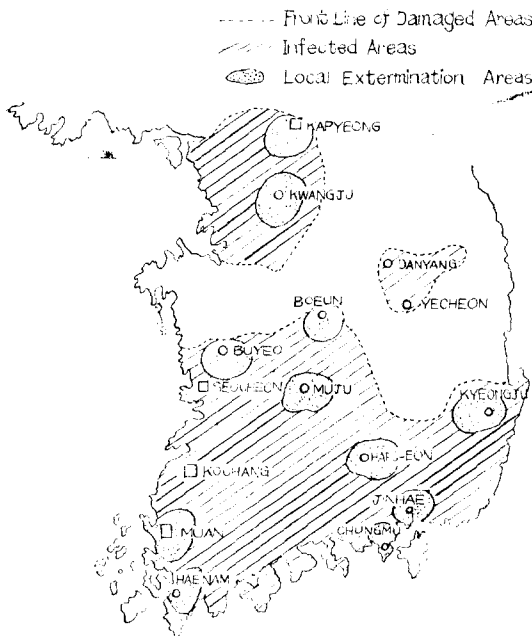 Front Line of Damaged Areas
Infected Areas
Local Extermination Areas
KAPYEONG
KWANGJU
DANYANG
YECHEON
BOEUN
BUYEO
SEOCHEON
MUJU
KYEONGJU
KOCHANG
JINHAE
CHUNGMU
MUAN
HAENAM